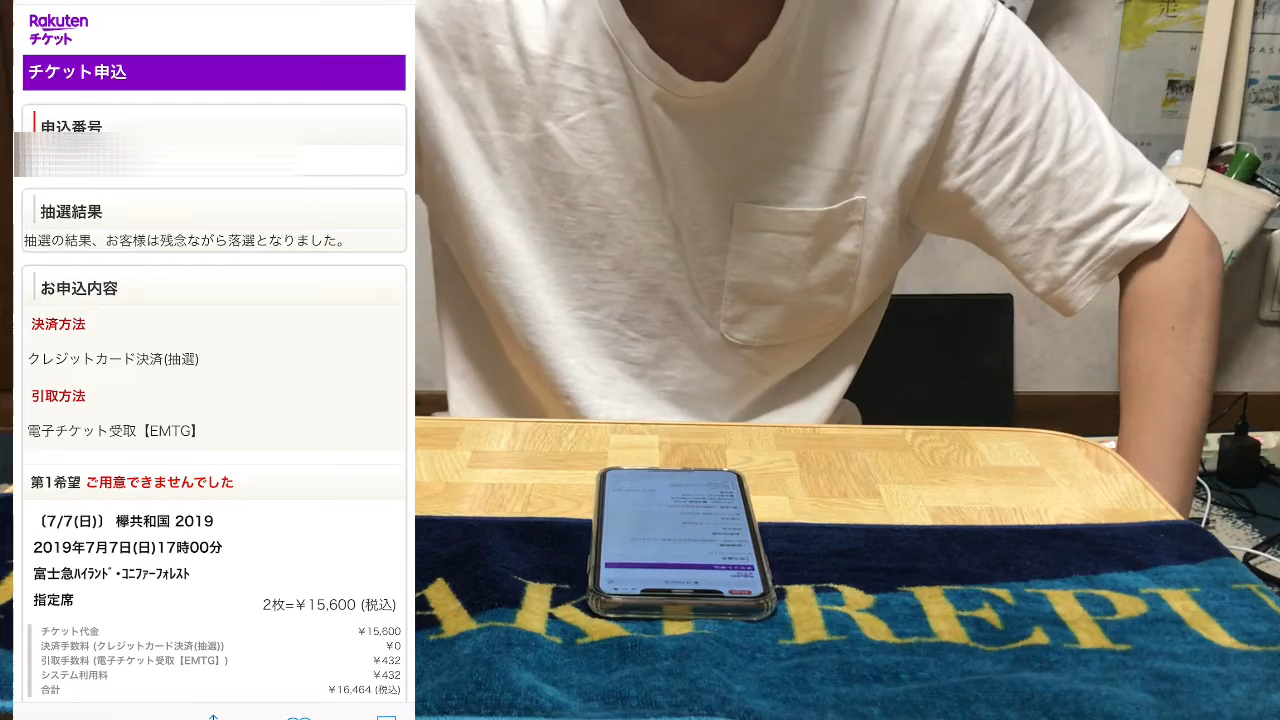 Rakuten
チケット
チケット申込
申込番号
抽選結果
抽選の結果、お客様は残念ながら落選となりました。
お申込内容
決済方法
クレジットカード決済(抽選)
引取方法
電子チケット受取【EMTG】
第1希望 ご用意できませんでした
(7/7(日)) 欅共和国 2019
2019年7月7日(日)17時00分
富士急ﾊｲﾗﾝﾄﾞ・ｺﾆﾌｧｰﾌｫﾚｽﾄ
指定席
2枚=￥15,600 (税込)
チケット代金 ￥15,600
決済手数料 (クレジットカード決済(抽選)) ￥0
引取手数料 (電子チケット受取【EMTG】) ￥432
システム利用料 ￥432
合計 ￥16,464 (税込)
AKI REPU